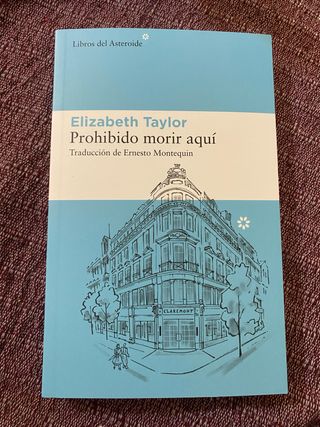 Libros del Asteroide
Elizabeth Taylor
Prohibido morir aquí
Traducción de Ernesto Montequin
CLAREMONT